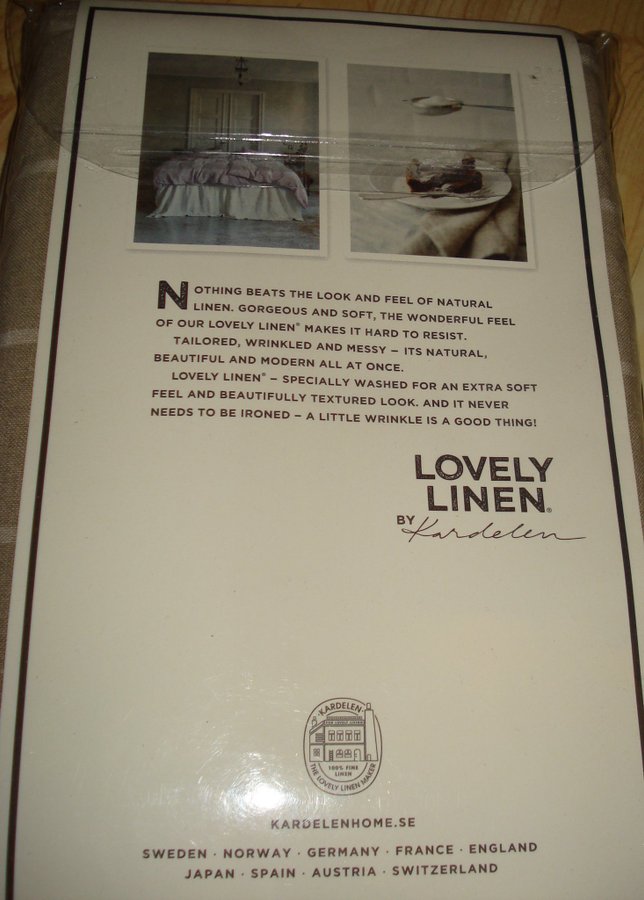 NOTHING BEATS THE LOOK AND FEEL OF NATURAL
LINEN. GORGEOUS AND SOFT, THE WONDERFUL FEEL
OF OUR LOVELY LINEN® MAKES IT HARD TO RESIST.
TAILORED, WRINKLED AND MESSY – ITS NATURAL,
BEAUTIFUL AND MODERN ALL AT ONCE.
LOVELY LINEN® – SPECIALLY WASHED FOR AN EXTRA SOFT
FEEL AND BEAUTIFULLY TEXTURED LOOK. AND IT NEVER
NEEDS TO BE IRONED – A LITTLE WRINKLE IS A GOOD THING!
LOVELY
LINEN®
BY Kardelen
KARDELEN
100% FINE
LINEN
THE LOVELY LINEN MAKER
KARDELENHOME.SE
SWEDEN · NORWAY · GERMANY · FRANCE · ENGLAND
JAPAN · SPAIN · AUSTRIA · SWITZERLAND